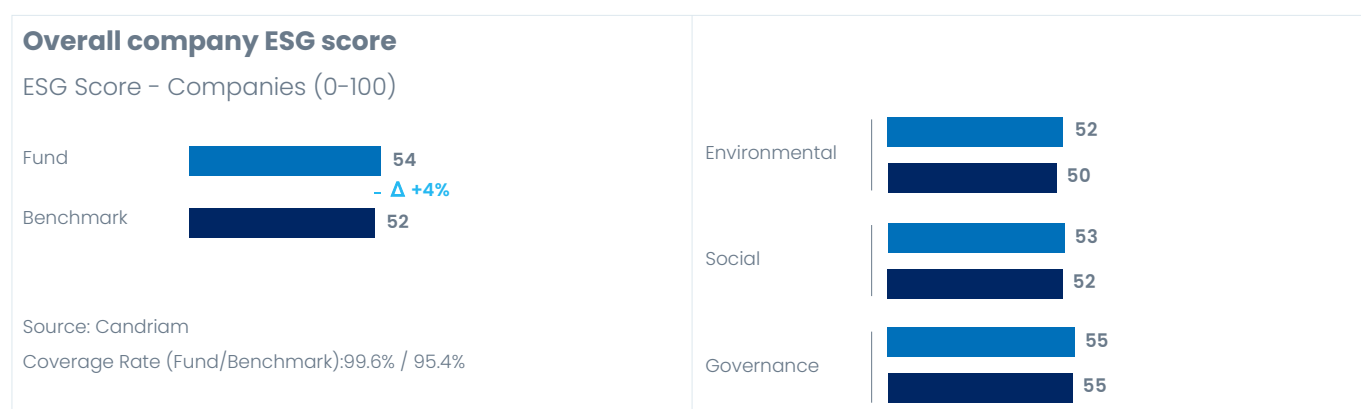 Overall company ESG score
ESG Score - Companies (0-100)
Fund
54
Δ +4%
Benchmark
52
Source: Candriam
Coverage Rate (Fund/Benchmark):99.6% / 95.4%
Environmental
52
50
Social
53
52
Governance
55
55